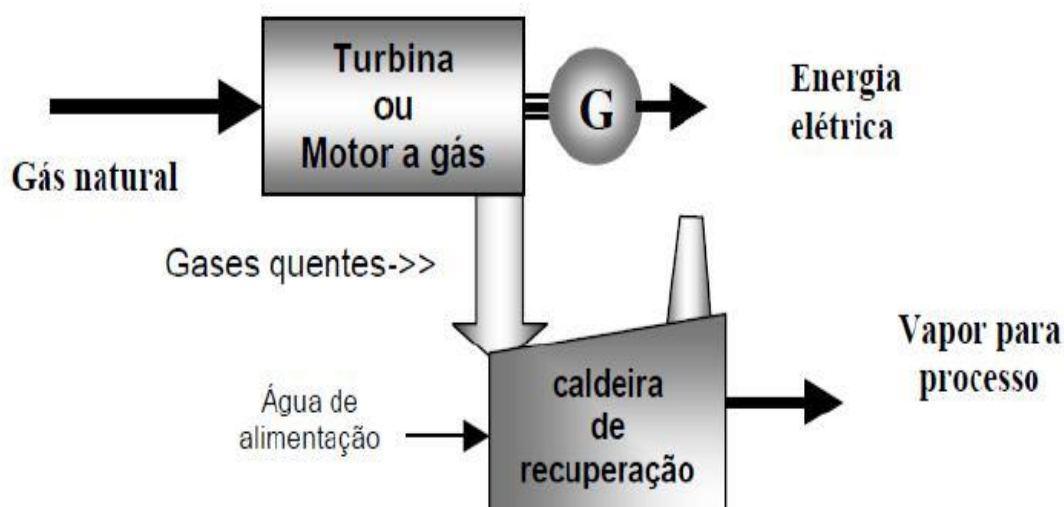 Turbina
ou
Motor a gás
G
Energia
elétrica
Gás natural
Gases quentes->>
Vapor para
processo
Água de
alimentação
caldeira
de
recuperação